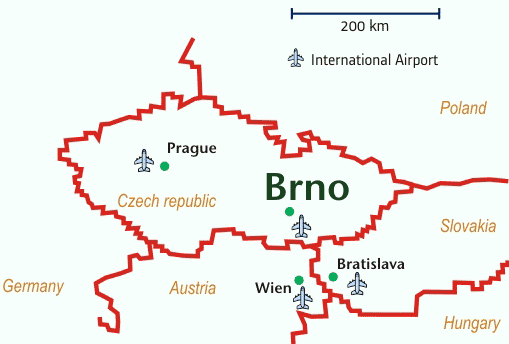 200 km
International Airport
Poland
Prague
Brno
Czech republic
Slovakia
Bratislava
Germany
Austria
Wien
Hungary